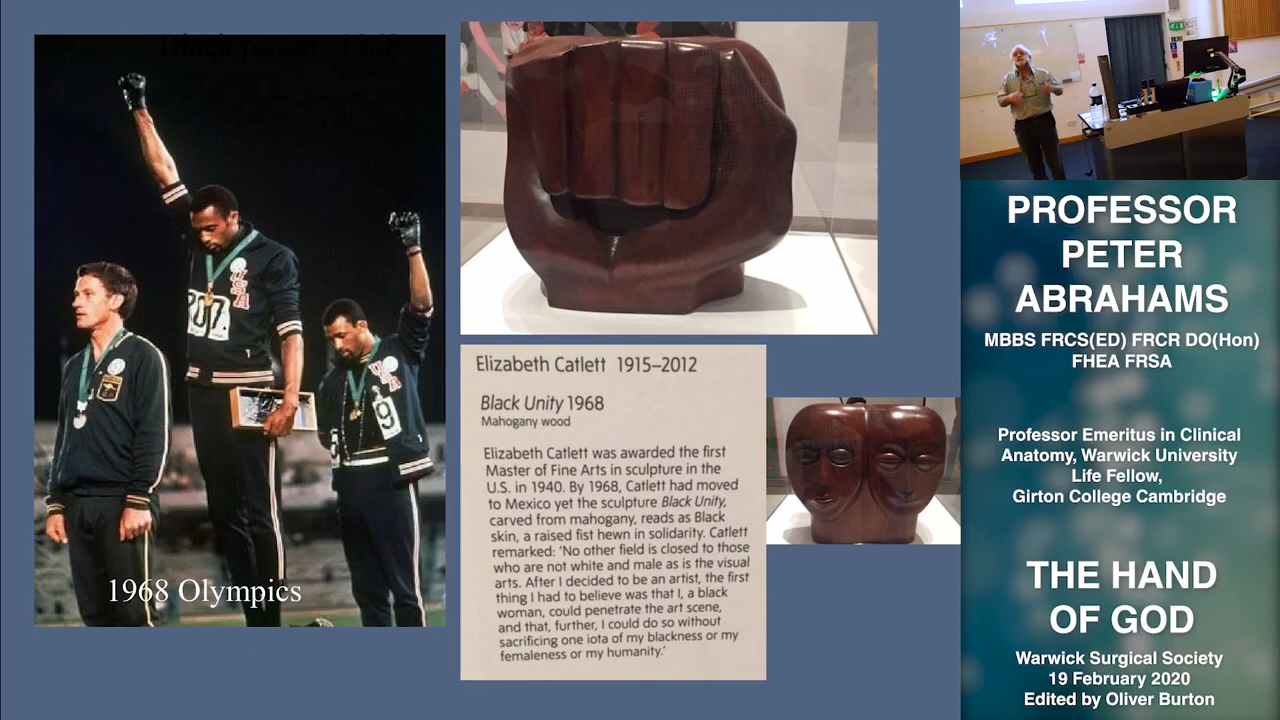 Black power 1968
1968 Olympics
USA
307
USA
Elizabeth Catlett 1915–2012
Black Unity 1968
Mahogany wood
Elizabeth Catlett was awarded the first
Master of Fine Arts in sculpture in the
U.S. in 1940. By 1968, Catlett had moved
to Mexico yet the sculpture Black Unity,
carved from mahogany, reads as Black
skin, a raised fist hewn in solidarity. Catlett
remarked: ‘No other field is closed to those
who are not white and male as is the visual
arts. After I decided to be an artist, the first
thing I had to believe was that I, a black
woman, could penetrate the art scene,
and that, further, I could do so without
sacrificing one iota of my blackness or my
femaleness or my humanity.’
PROFESSOR
PETER
ABRAHAMS
MBBS FRCS(ED) FRCR DO(Hon)
FHEA FRSA
Professor Emeritus in Clinical
Anatomy, Warwick University
Life Fellow,
Girton College Cambridge
THE HAND
OF GOD
Warwick Surgical Society
19 February 2020
Edited by Oliver Burton